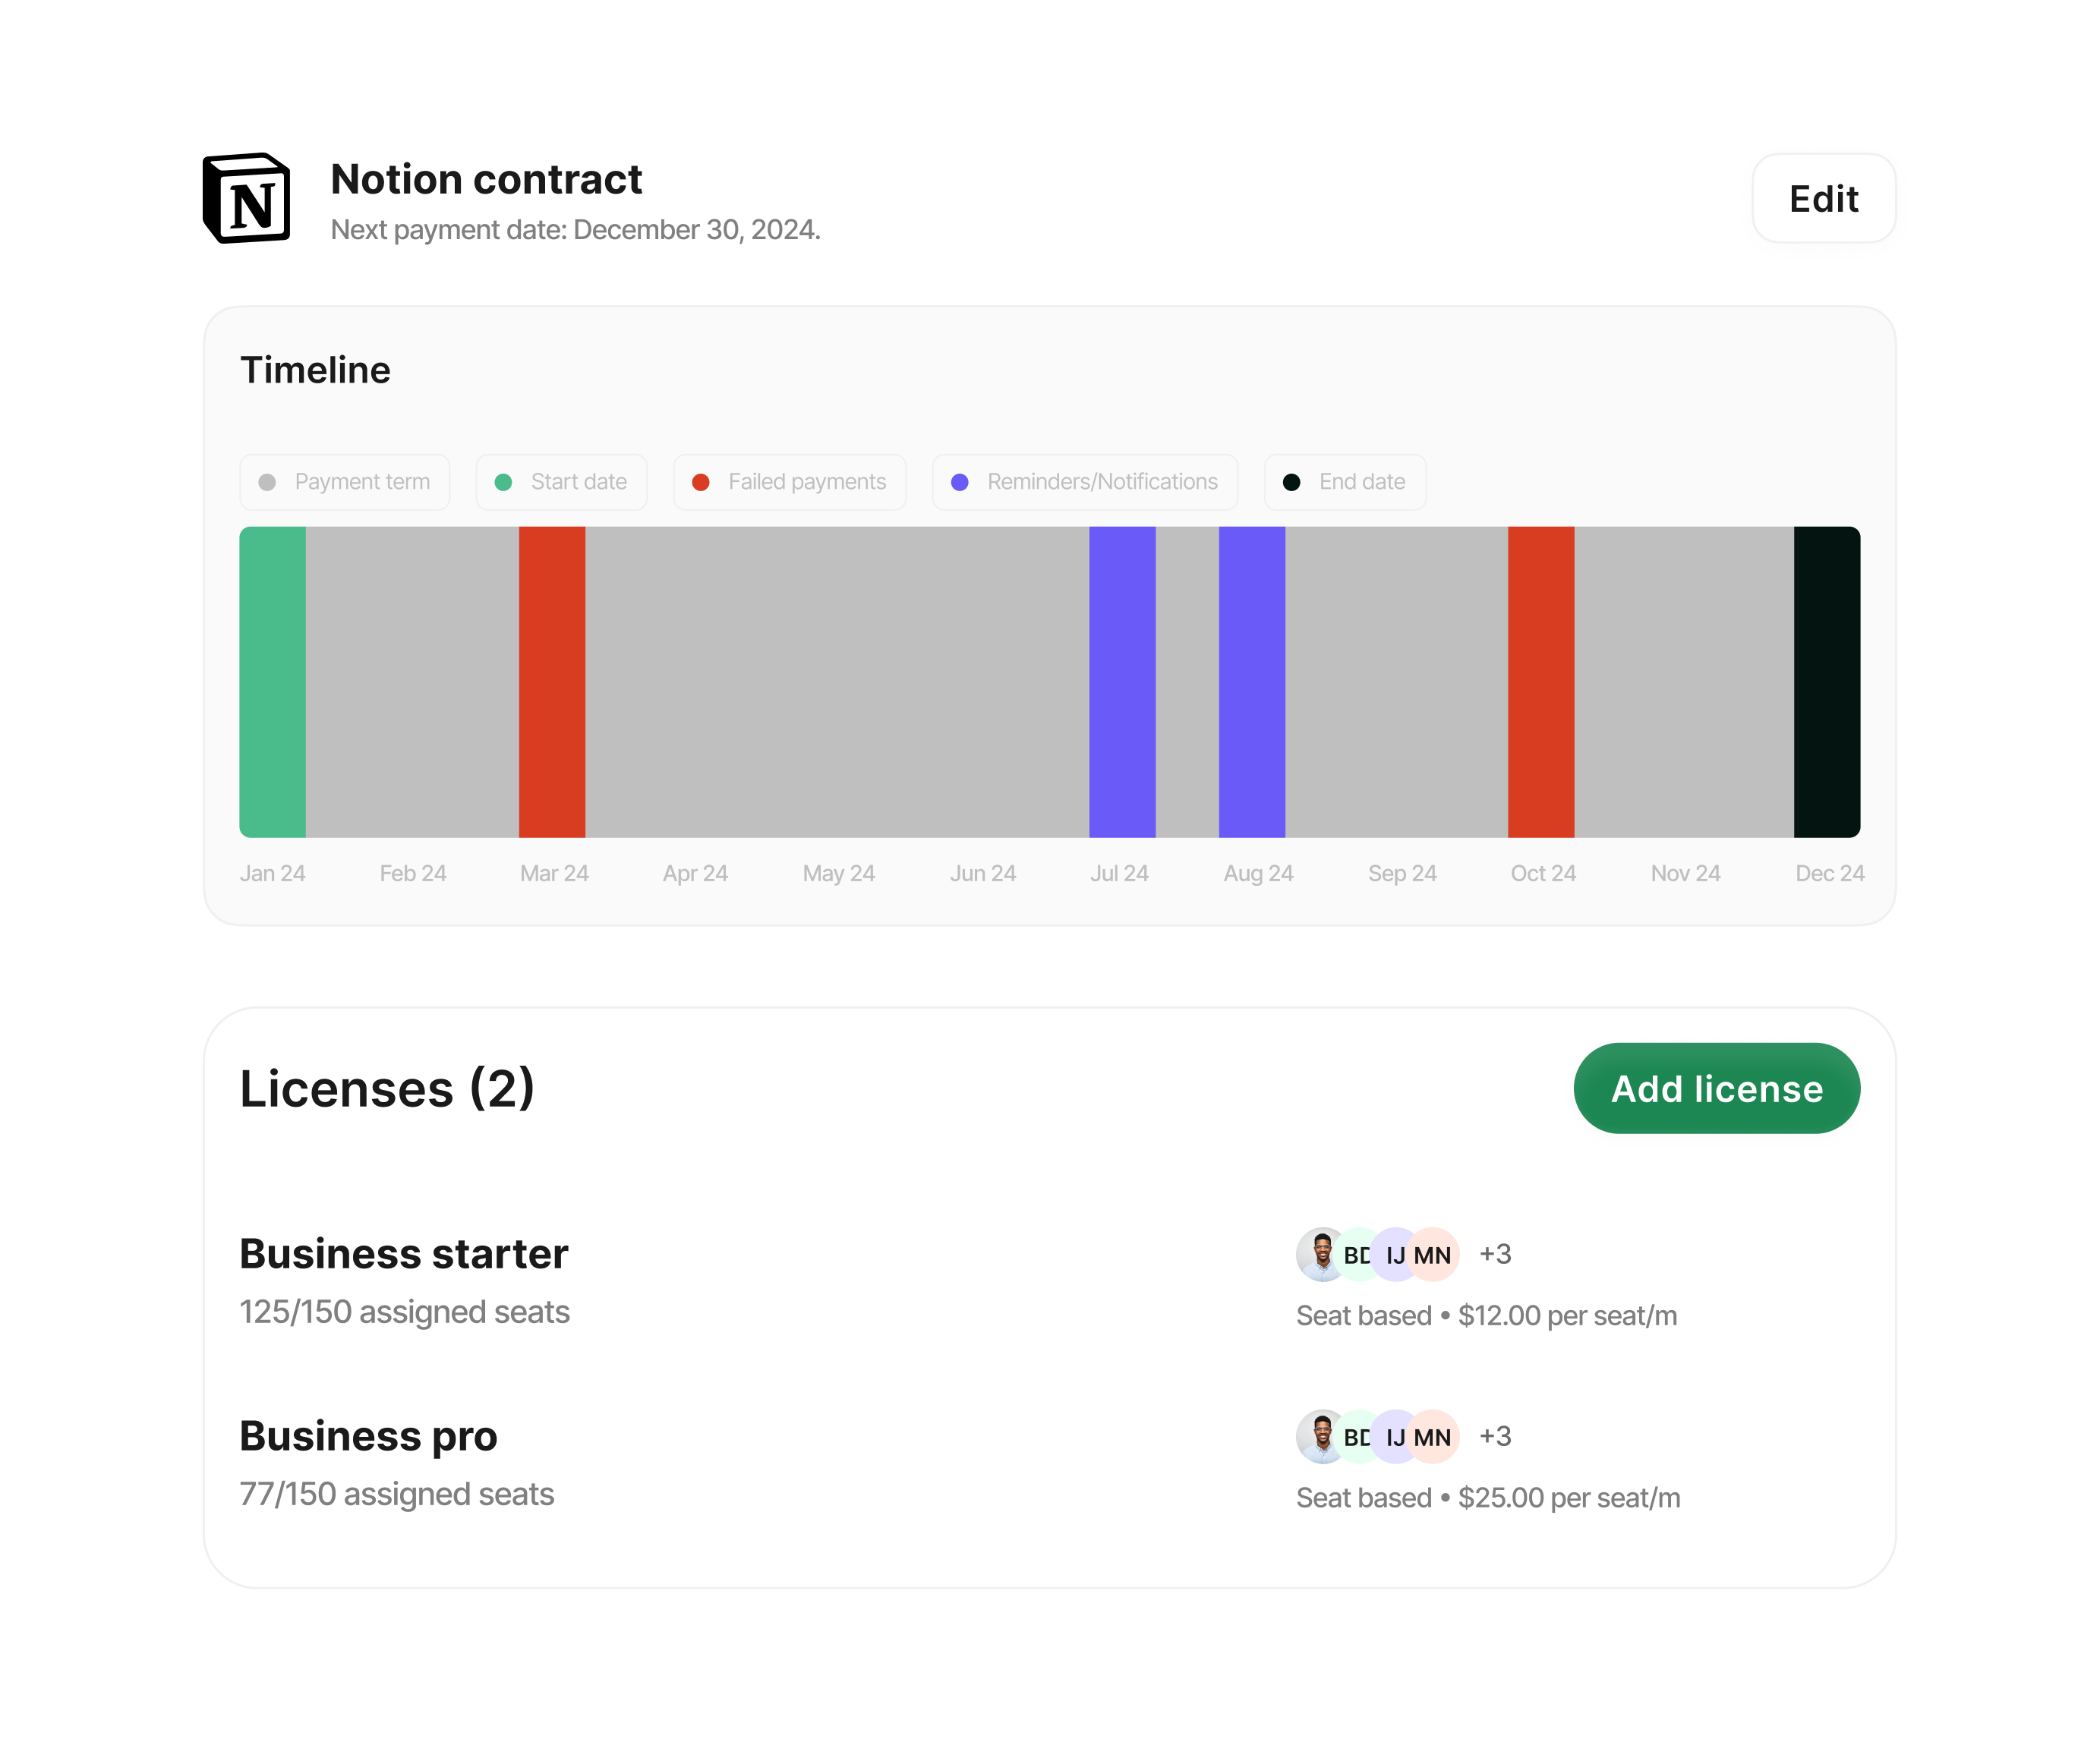 N
Notion contract
Next payment date: December 30, 2024.
Edit
Timeline
Payment term
Start date
Failed payments
Reminders/Notifications
End date
Jan 24 Feb 24 Mar 24 Apr 24 May 24 Jun 24 Jul 24 Aug 24 Sep 24 Oct 24 Nov 24 Dec 24
Licenses (2)
Add license
Business starter
125/150 assigned seats
BD IJ MN +3
Seat based • $12.00 per seat/m
Business pro
77/150 assigned seats
BD IJ MN +3
Seat based • $25.00 per seat/m